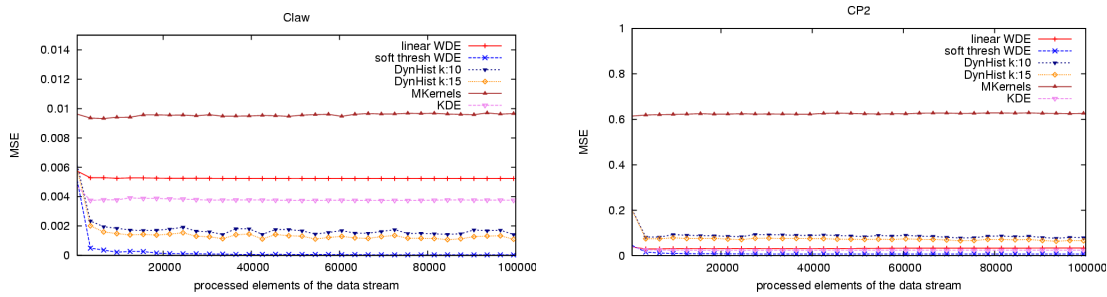 Claw
MSE
0.014
0.012
0.01
0.008
0.006
0.004
0.002
0
linear WDE
soft thresh WDE
DynHist k:10
DynHist k:15
MKernels
KDE
20000 40000 60000 80000 100000
processed elements of the data stream
CP2
MSE
1
0.8
0.6
0.4
0.2
0
linear WDE
soft thresh WDE
DynHist k:10
DynHist k:15
MKernels
KDE
20000 40000 60000 80000 100000
processed elements of the data stream